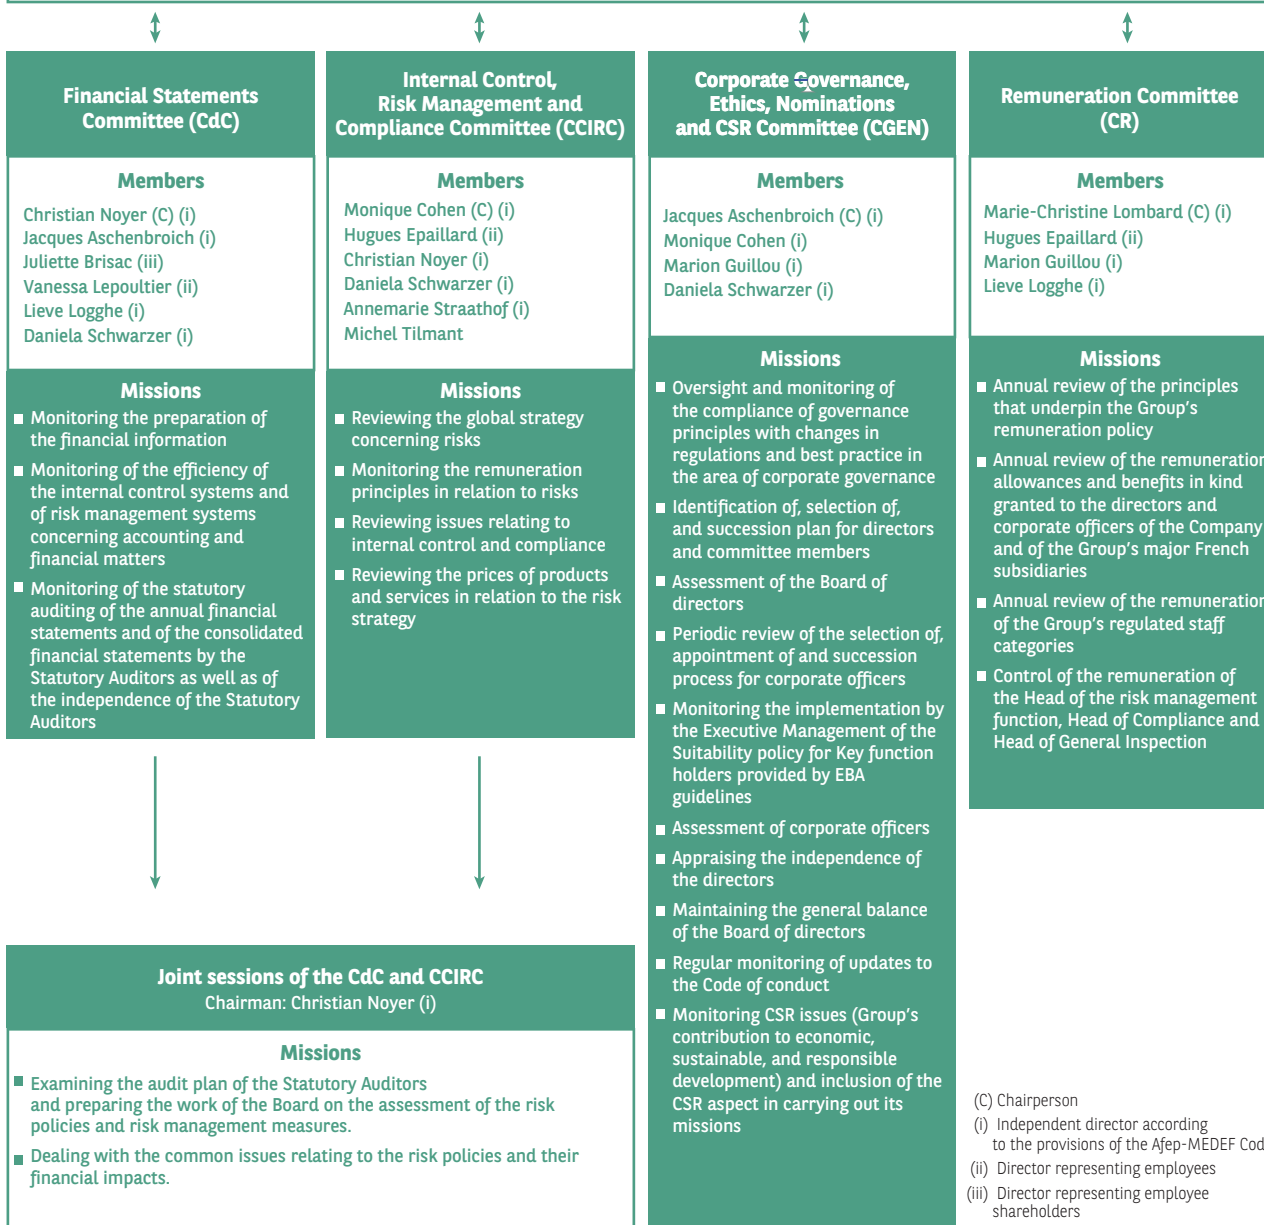 Financial Statements
Committee (CdC)
Members
Christian Noyer (C) (i)
Jacques Aschenbroich (i)
Juliette Brisac (iii)
Vanessa Lepoultier (ii)
Lieve Logghe (i)
Daniela Schwarzer (i)
Missions
Monitoring the preparation of
the financial information
Monitoring of the efficiency of
the internal control systems and
of risk management systems
concerning accounting and
financial matters
Monitoring of the statutory
auditing of the annual financial
statements and of the consolidated
financial statements by the
Statutory Auditors as well as of
the independence of the Statutory
Auditors
Internal Control,
Risk Management and
Compliance Committee (CCIRC)
Members
Monique Cohen (C) (i)
Hugues Epaillard (ii)
Christian Noyer (i)
Daniela Schwarzer (i)
Annemarie Straathof (i)
Michel Tilmant
Missions
Reviewing the global strategy
concerning risks
Monitoring the remuneration
principles in relation to risks
Reviewing issues relating to
internal control and compliance
Reviewing the prices of products
and services in relation to the risk
strategy
Joint sessions of the CdC and CCIRC
Chairman: Christian Noyer (i)
Missions
Examining the audit plan of the Statutory Auditors
and preparing the work of the Board on the assessment of the risk
policies and risk management measures.
Dealing with the common issues relating to the risk policies and their
financial impacts.
Corporate Governance,
Ethics, Nominations
and CSR Committee (CGEN)
Members
Jacques Aschenbroich (C) (i)
Monique Cohen (i)
Marion Guillou (i)
Daniela Schwarzer (i)
Missions
Oversight and monitoring of
the compliance of governance
principles with changes in
regulations and best practice in
the area of corporate governance
Identification of, selection of,
and succession plan for directors
and committee members
Assessment of the Board of
directors
Periodic review of the selection of,
appointment of and succession
process for corporate officers
Monitoring the implementation by
the Executive Management of the
Suitability policy for Key function
holders provided by EBA
guidelines
Assessment of corporate officers
Appraising the independence of
the directors
Maintaining the general balance
of the Board of directors
Regular monitoring of updates to
the Code of conduct
Monitoring CSR issues (Group's
contribution to economic,
sustainable, and responsible
development) and inclusion of the
CSR aspect in carrying out its
missions
Remuneration Committee
(CR)
Members
Marie-Christine Lombard (C) (i)
Hugues Epaillard (ii)
Marion Guillou (i)
Lieve Logghe (i)
Missions
Annual review of the principles
that underpin the Group's
remuneration policy
Annual review of the remuneration
allowances and benefits in kind
granted to the directors and
corporate officers of the Company
and of the Group's major French
subsidiaries
Annual review of the remuneration
of the Group's regulated staff
categories
Control of the remuneration of
the Head of the risk management
function, Head of Compliance and
Head of General Inspection
(C) Chairperson
(i) Independent director according
to the provisions of the Afep-MEDEF Cod
(ii) Director representing employees
(iii) Director representing employee
shareholders